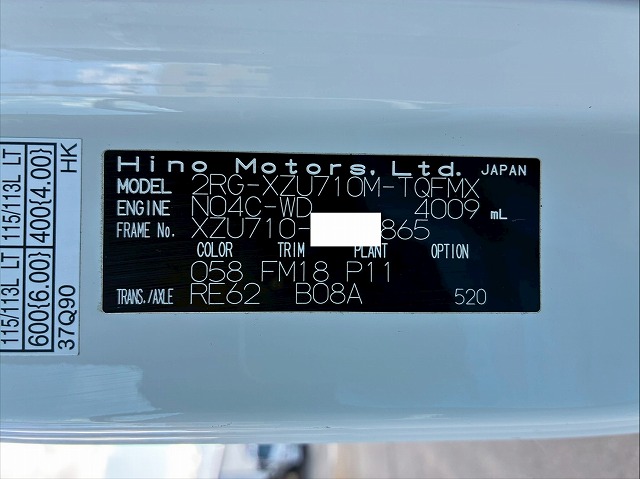 Hino Motors, Ltd. JAPAN
MODEL 2RG-XZU710M-TQFMX
ENGINE N04C-WD 4009 mL
FRAME No. XZU710- 865
COLOR TRIM PLANT OPTION
058 FM18 P11
TRANS./AXLE RE62 B08A 520
115/113L LT 115/113L LT
600{6.00} 400{4.00}
37Q90 HK